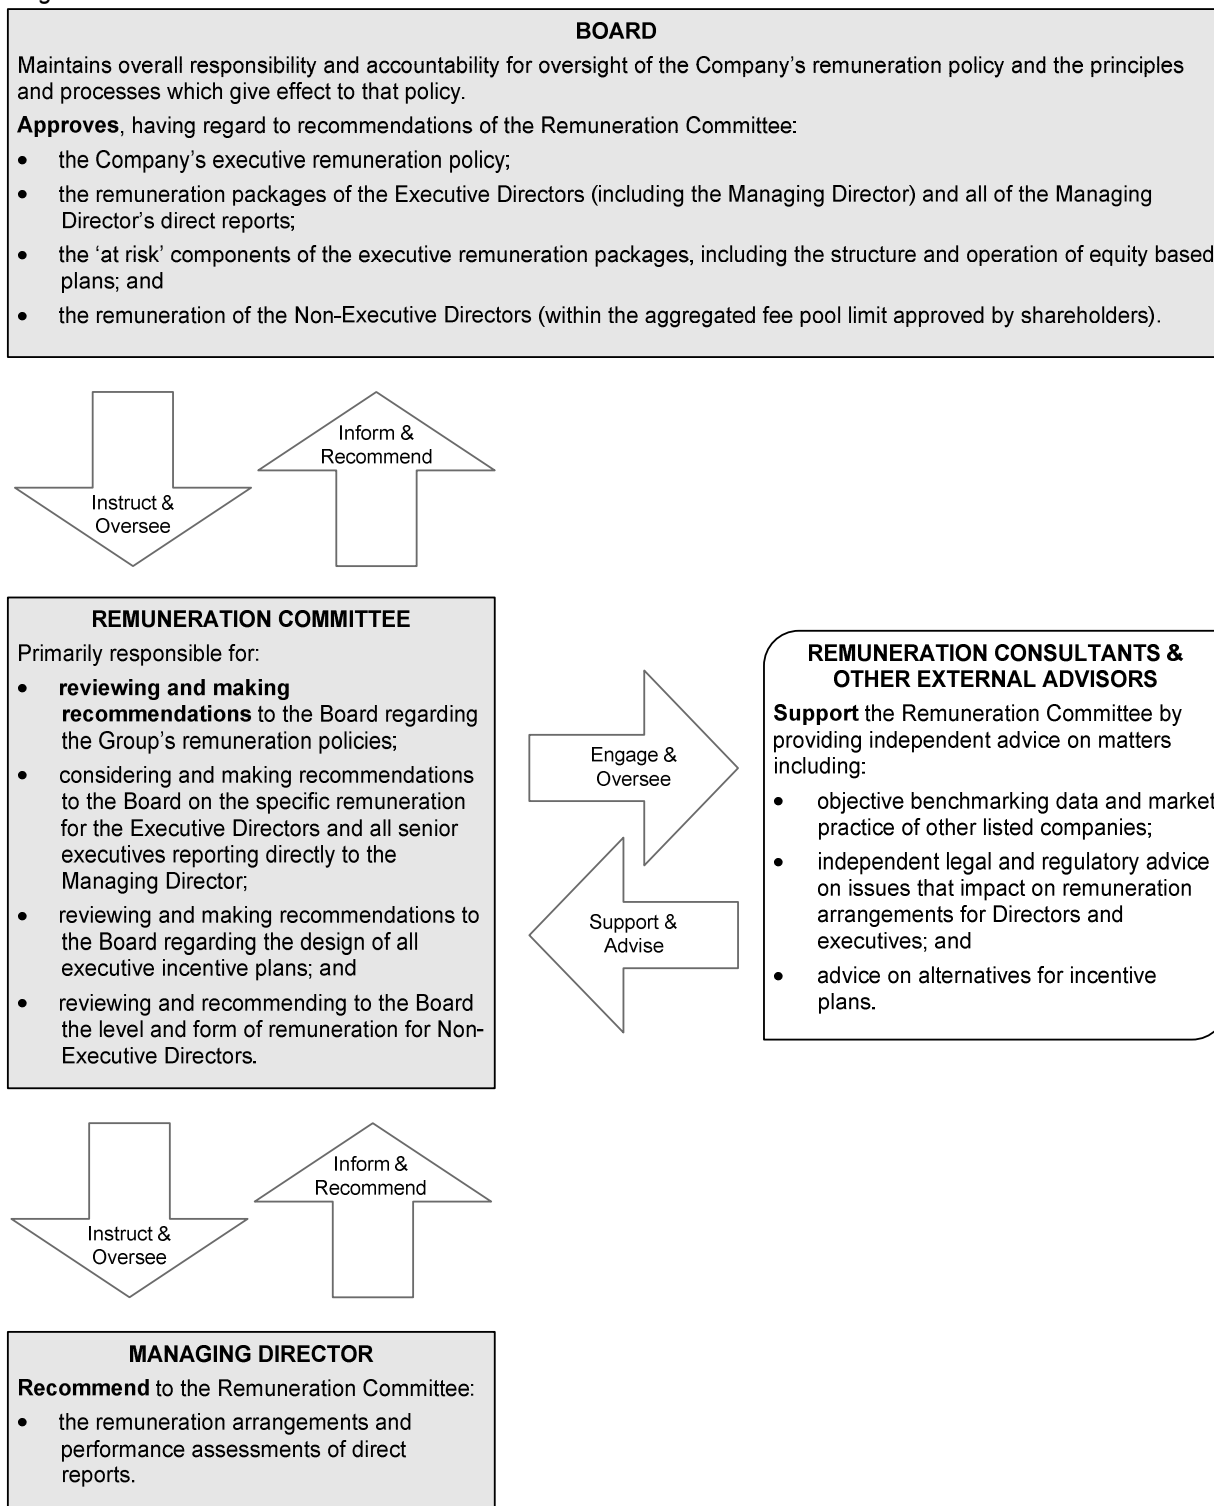 BOARD
Maintains overall responsibility and accountability for oversight of the Company's remuneration policy and the principles
and processes which give effect to that policy.
Approves, having regard to recommendations of the Remuneration Committee:
• the Company's executive remuneration policy;
• the remuneration packages of the Executive Directors (including the Managing Director) and all of the Managing
Director's direct reports;
• the 'at risk' components of the executive remuneration packages, including the structure and operation of equity based
plans; and
• the remuneration of the Non-Executive Directors (within the aggregated fee pool limit approved by shareholders).
Instruct &
Oversee
Inform &
Recommend
REMUNERATION COMMITTEE
Primarily responsible for:
• reviewing and making
recommendations to the Board regarding
the Group's remuneration policies;
• considering and making recommendations
to the Board on the specific remuneration
for the Executive Directors and all senior
executives reporting directly to the
Managing Director;
• reviewing and making recommendations to
the Board regarding the design of all
executive incentive plans; and
• reviewing and recommending to the Board
the level and form of remuneration for Non-
Executive Directors.
Engage &
Oversee
Support &
Advise
REMUNERATION CONSULTANTS &
OTHER EXTERNAL ADVISORS
Support the Remuneration Committee by
providing independent advice on matters
including:
• objective benchmarking data and market
practice of other listed companies;
• independent legal and regulatory advice
on issues that impact on remuneration
arrangements for Directors and
executives; and
• advice on alternatives for incentive
plans.
Instruct &
Oversee
Inform &
Recommend
MANAGING DIRECTOR
Recommend to the Remuneration Committee:
• the remuneration arrangements and
performance assessments of direct
reports.